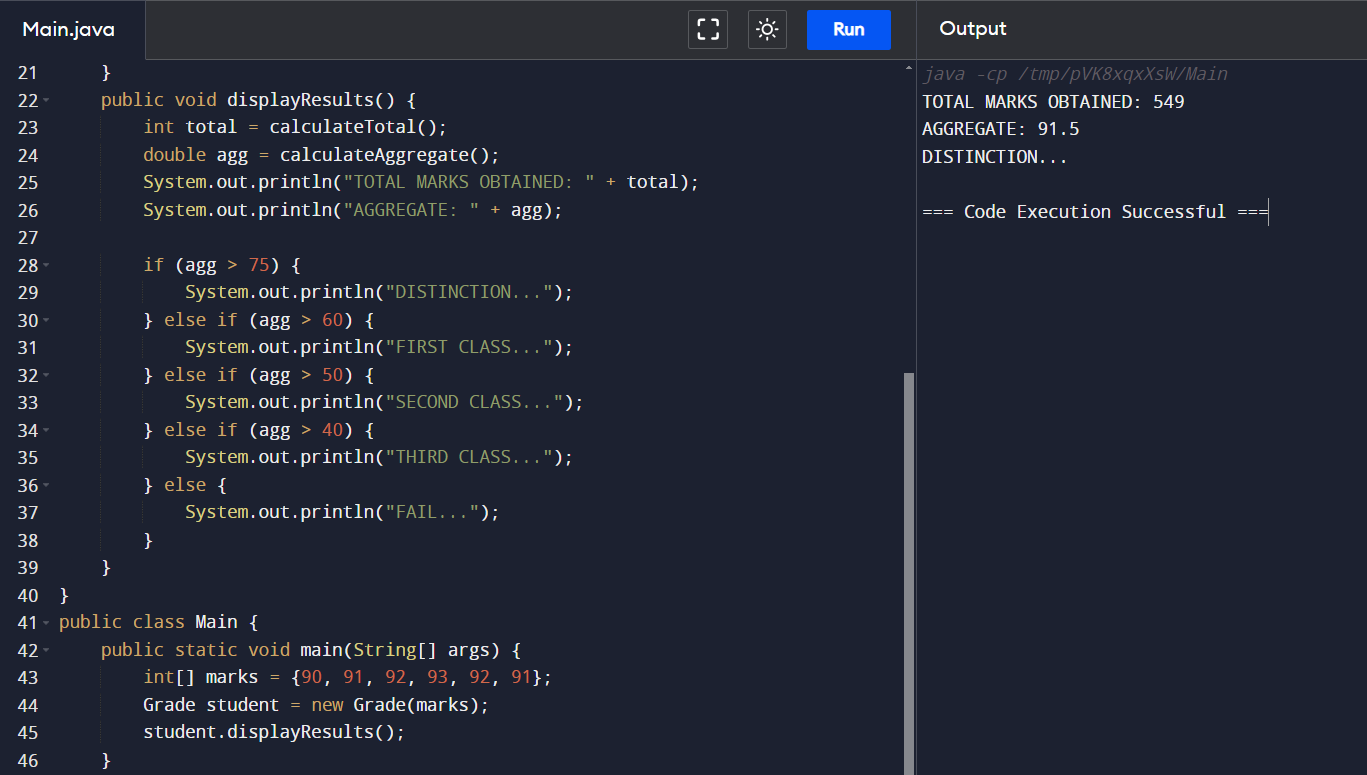 Main.java
Run
Output
21 }
22 public void displayResults() {
23 int total = calculateTotal();
24 double agg = calculateAggregate();
25 System.out.println("TOTAL MARKS OBTAINED: " + total);
26 System.out.println("AGGREGATE: " + agg);
27
28 if (agg > 75) {
29 System.out.println("DISTINCTION...");
30 } else if (agg > 60) {
31 System.out.println("FIRST CLASS...");
32 } else if (agg > 50) {
33 System.out.println("SECOND CLASS...");
34 } else if (agg > 40) {
35 System.out.println("THIRD CLASS...");
36 } else {
37 System.out.println("FAIL...");
38 }
39 }
40 }
41 public class Main {
42 public static void main(String[] args) {
43 int[] marks = {90, 91, 92, 93, 92, 91};
44 Grade student = new Grade(marks);
45 student.displayResults();
46 }
java -cp /tmp/pVK8xqxXsW/Main
TOTAL MARKS OBTAINED: 549
AGGREGATE: 91.5
DISTINCTION...
=== Code Execution Successful ===